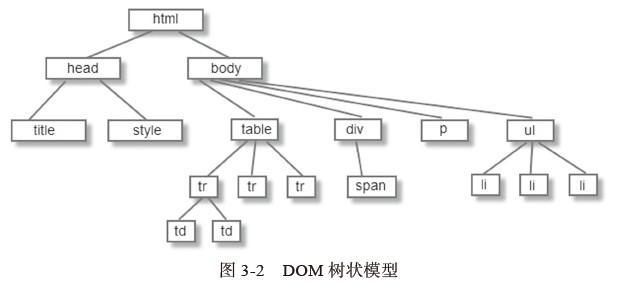 html
head body
title style table div p ul
tr tr tr span li li li
td td
图 3-2 DOM 树状模型